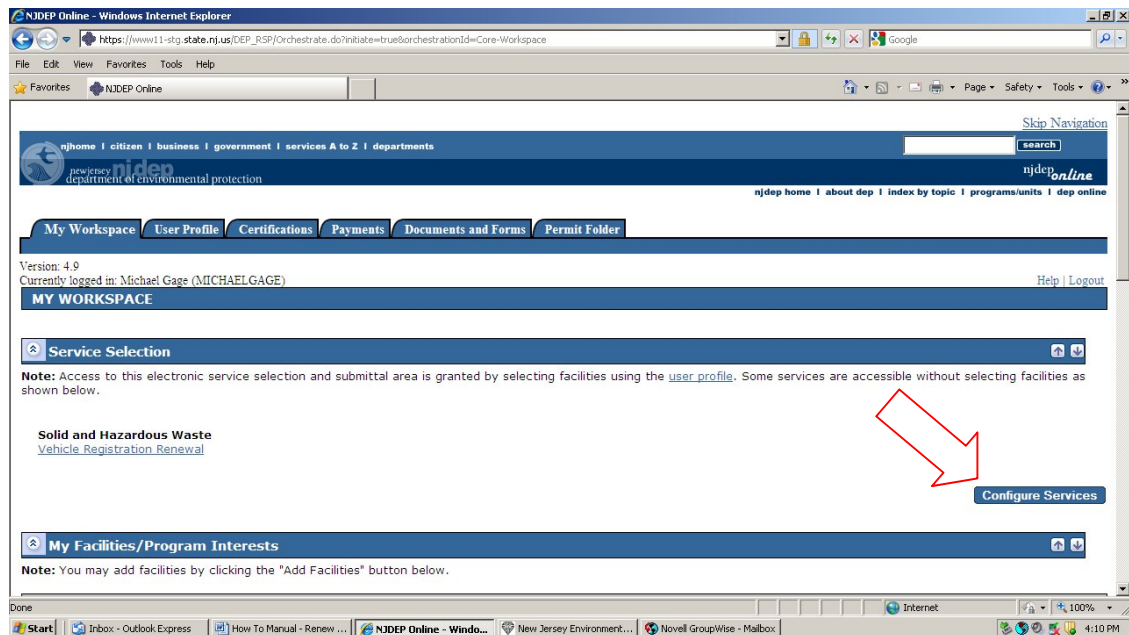 NJDEP Online - Windows Internet Explorer
https://www11-stg.state.nj.us/DEP_RSP/Orchestrate.do?initiate=true&orchestrationId=Core-Workspace
Google
File Edit View Favorites Tools Help
Favorites NJDEP Online Page Safety Tools
Skip Navigation
njhome I citizen I business I government I services A to Z I departments search
newjersey njdep
department of environmental protection
njdeponline
njdep home I about dep I index by topic I programs/units I dep online
My Workspace User Profile Certifications Payments Documents and Forms Permit Folder
Version: 4.9
Currently logged in: Michael Gage (MICHAELGAGE) Help | Logout
MY WORKSPACE
Service Selection
Note: Access to this electronic service selection and submittal area is granted by selecting facilities using the user profile. Some services are accessible without selecting facilities as
shown below.
Solid and Hazardous Waste
Vehicle Registration Renewal
Configure Services
My Facilities/Program Interests
Note: You may add facilities by clicking the "Add Facilities" button below.
Done Internet 100%
Start Inbox - Outlook Express How To Manual - Renew ... NJDEP Online - Windo... New Jersey Environment... Novell GroupWise - Mailbox 4:10 PM